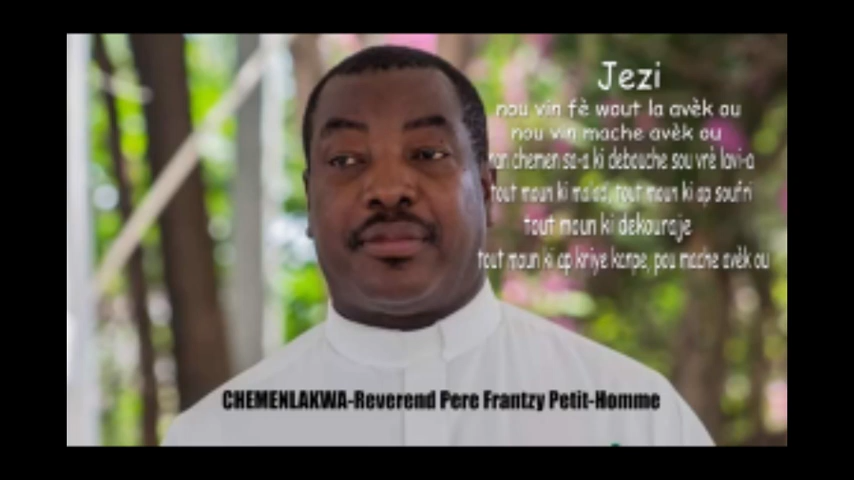 Jezi
nou vin fè wout la avèk ou
nou vin mache avèk ou
nan chemen sa-a ki debouche sou vrè lavi-a
tout moun ki malad, tout moun ki ap soufri
tout moun ki dekouraje
tout moun ki ap kriye kanpe, pou mache avèk ou
CHEMENLAKWA-Reverend Pere Frantzy Petit-Homme